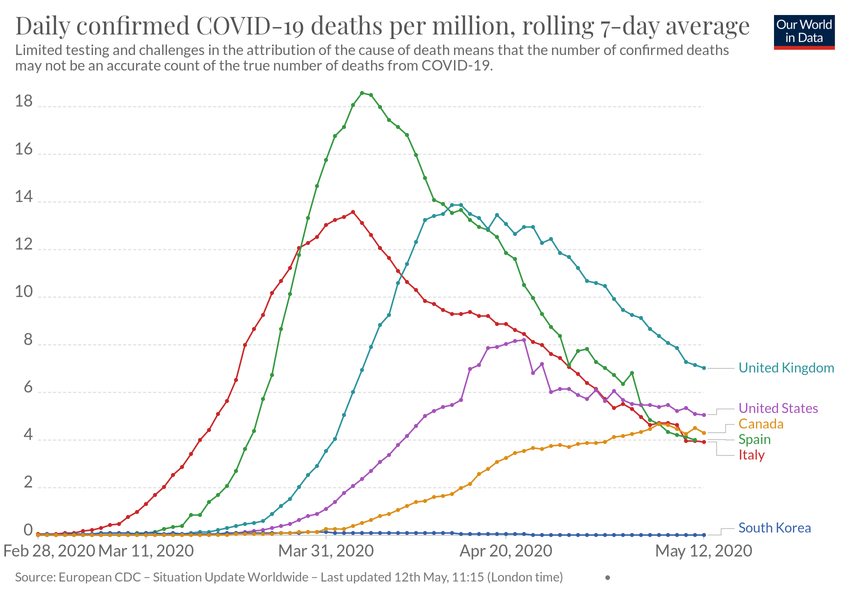 Daily confirmed COVID-19 deaths per million, rolling 7-day average
Our World
in Data
Limited testing and challenges in the attribution of the cause of death means that the number of confirmed deaths
may not be an accurate count of the true number of deaths from COVID-19.
18
16
14
12
10
8
6
4
2
0
United Kingdom
United States
Canada
Spain
Italy
South Korea
Feb 28, 2020 Mar 11, 2020 Mar 31, 2020 Apr 20, 2020 May 12, 2020
Source: European CDC – Situation Update Worldwide – Last updated 12th May, 11:15 (London time)